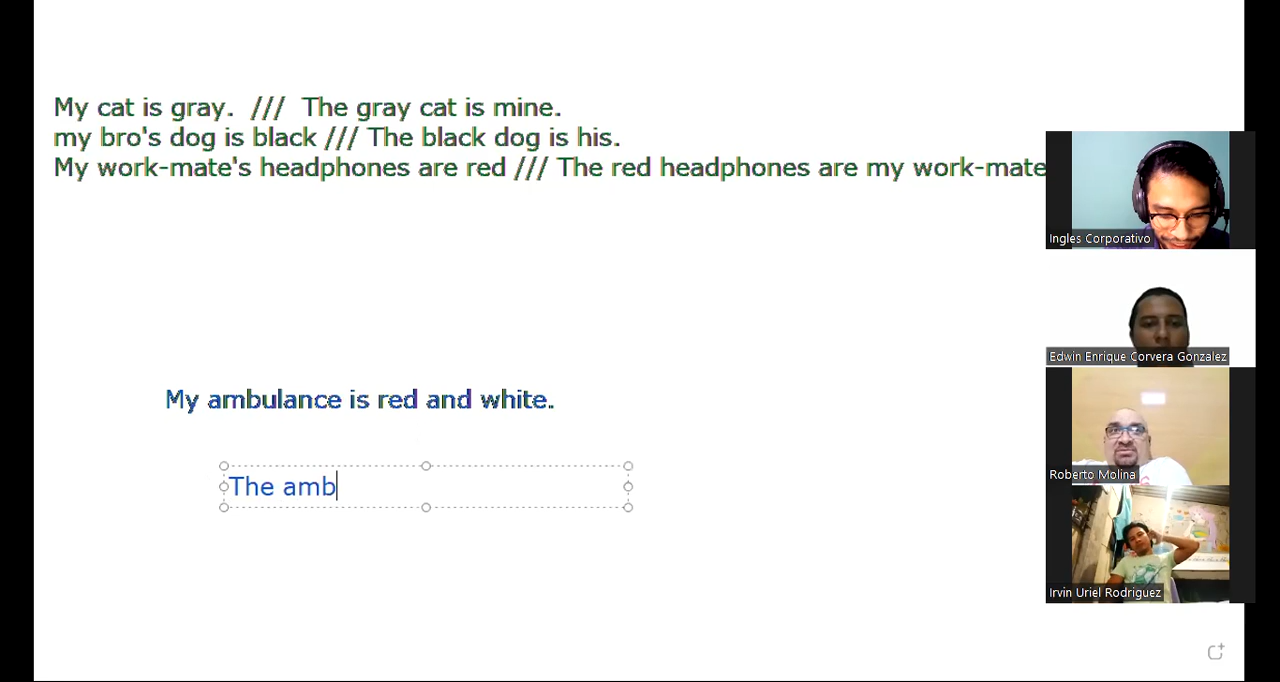 My cat is gray. /// The gray cat is mine.
my bro's dog is black /// The black dog is his.
My work-mate's headphones are red /// The red headphones are my work-mate
Ingles Corporativo
Edwin Enrique Corvera Gonzalez
My ambulance is red and white.
Roberto Molina
The amb
Irvin Uriel Rodriguez